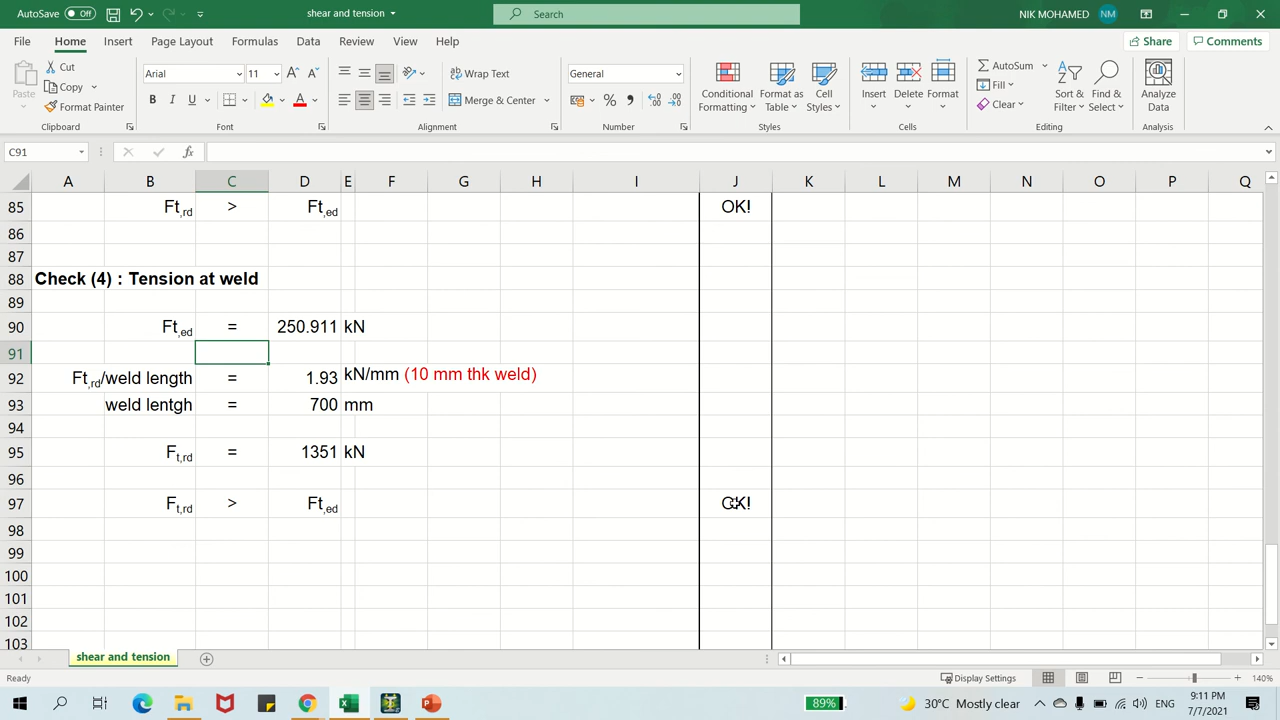 AutoSave Off shear and tension Search NIK MOHAMED NM
File Home Insert Page Layout Formulas Data Review View Help Share Comments
Paste Cut Copy Format Painter Clipboard
Arial 11 B I U A Font
Wrap Text Merge & Center Alignment
General % Number
Conditional Formatting Format as Table Cell Styles Styles
Insert Delete Format Cells
AutoSum Fill Clear Sort & Filter Find & Select Editing
Analyze Data Analysis
C91 fx
A B C D E F G H I J K L M N O P Q
85 Ft,rd > Ft,ed OK!
86
87
88 Check (4) : Tension at weld
89
90 Ft,ed = 250.911 kN
91
92 Ft,rd/weld length = 1.93 kN/mm (10 mm thk weld)
93 weld lentgh = 700 mm
94
95 Ft,rd = 1351 kN
96
97 Ft,rd > Ft,ed OK!
98
99
100
101
102
103
shear and tension
Ready Display Settings 140%
89% 30°C Mostly clear ENG 9:11 PM
7/7/2021